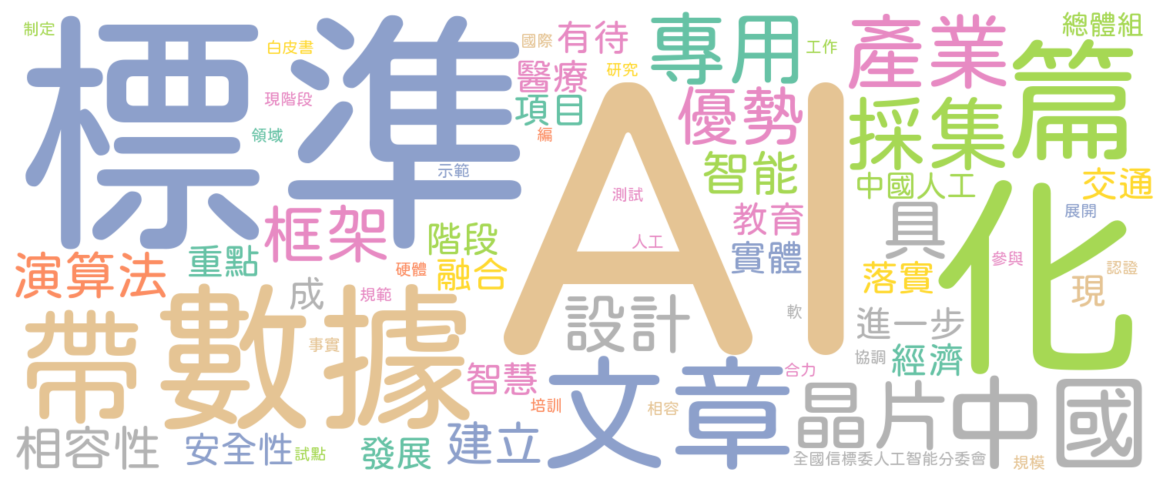 制定
標準
白皮書
現階段
領域
國際
有待
醫療
研究
項目
編
示範
專用
工作
優勢
智能
AI
測試
人工
教育
實體
產業
總體組
篇
採集
中國人工
交通
具
化
展開
落實
參與
認證
現
框架
階段
重點
硬體
融合
演算法
成
規範
設計
軟
進一步
協調
經濟
帶
數據
事實
智慧
文章
合力
培訓
相容
晶片
中國
相容性
安全性
試點
發展
建立
全國信標委人工智能分委會
規模